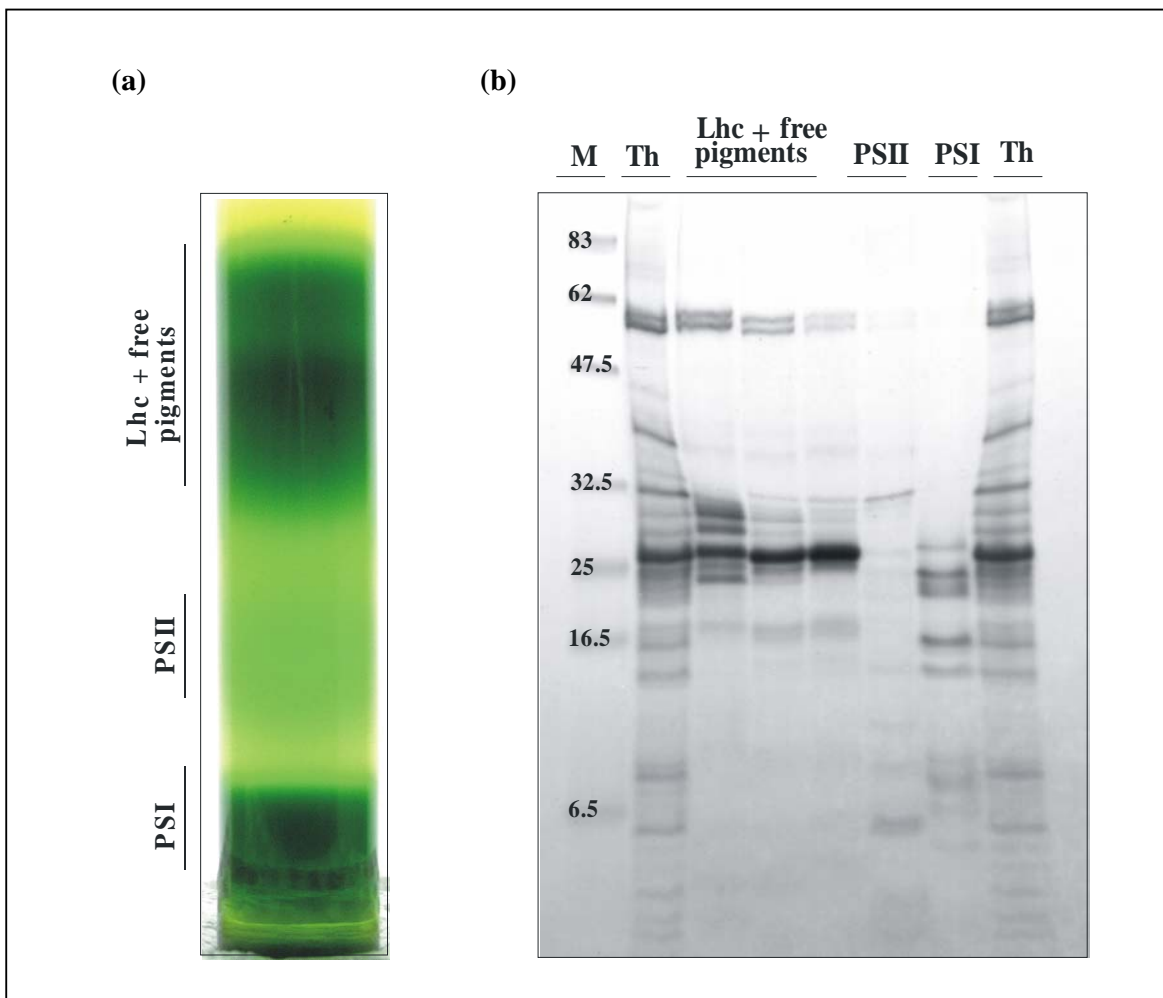 (a)
Lhc + free
pigments
PSII
PSI
(b)
M
Th
Lhc + free
pigments
PSII
PSI
Th
83
62
47.5
32.5
25
16.5
6.5